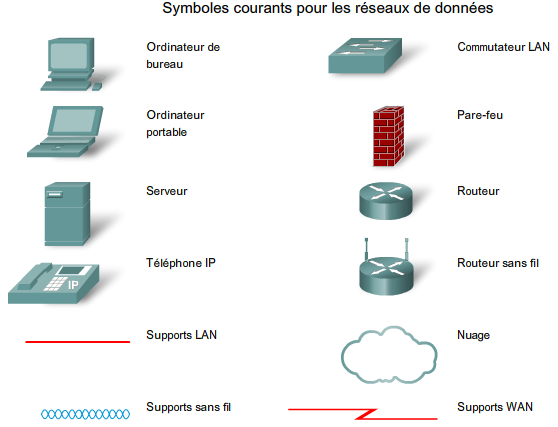 Symboles courants pour les réseaux de données
Ordinateur de
bureau
Commutateur LAN
Ordinateur
portable
Pare-feu
Serveur
Routeur
Téléphone IP
IP
Routeur sans fil
Supports LAN
Nuage
Supports sans fil
Supports WAN